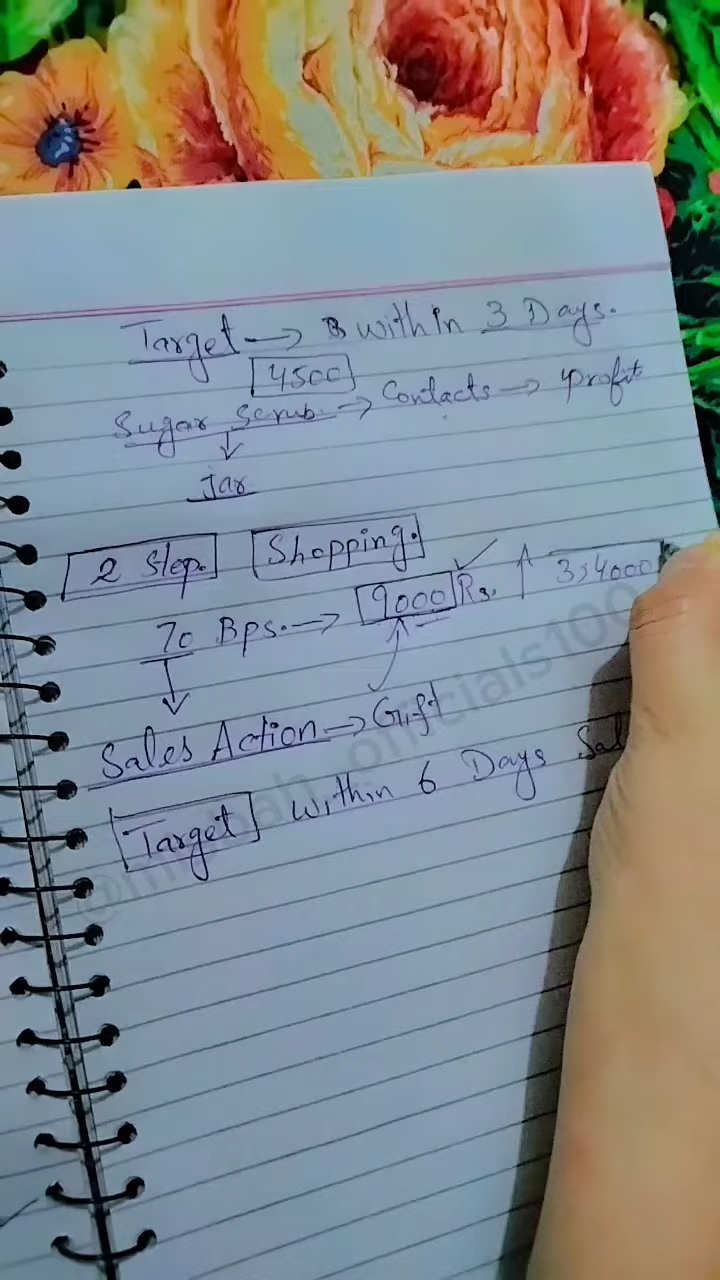 Target → within 3 Days.
4500
Sugar Scrub → Contacts → profit
↓
Jar
2 Step. Shopping.
70 Bps. → 9000 Rs. ↑ 3,4000
↓
Sales Action → Gift
Target within 6 Days Sal